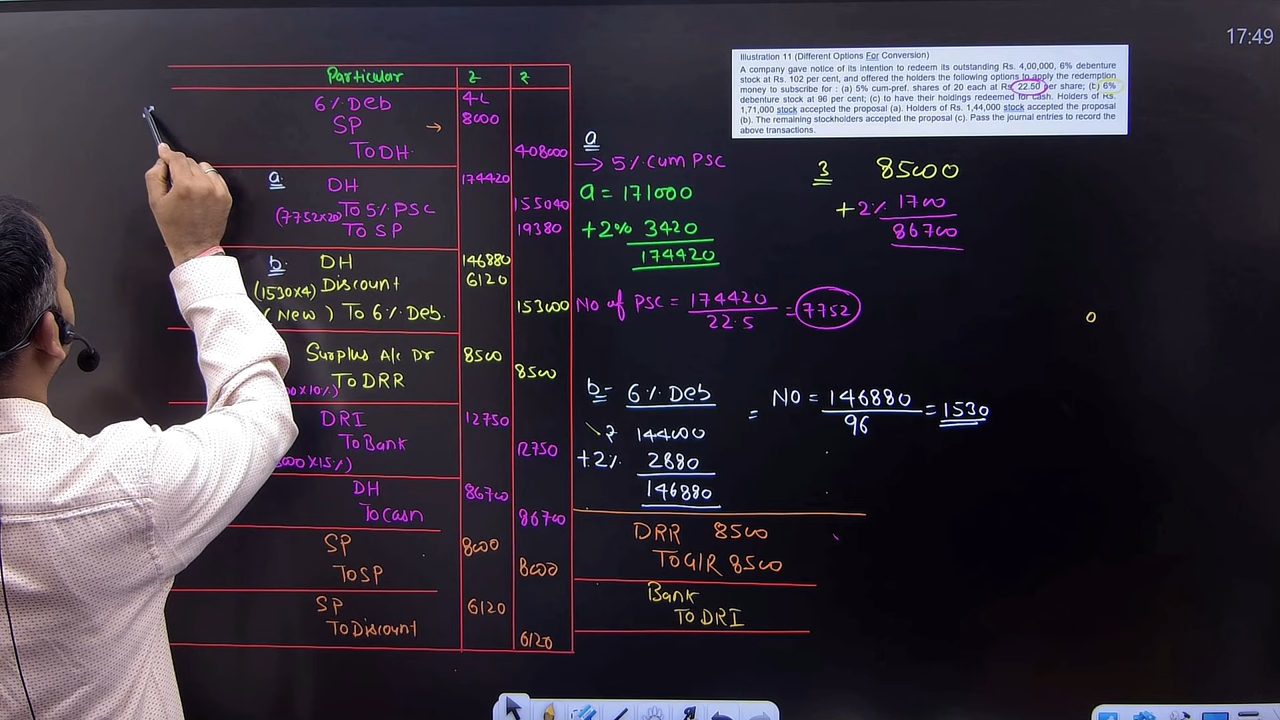 17:49
Illustration 11 (Different Options For Conversion)
A company gave notice of its intention to redeem its outstanding Rs. 4,00,000, 6% debenture
stock at Rs. 102 per cent, and offered the holders the following options to apply the redemption
money to subscribe for : (a) 5% cum-pref. shares of 20 each at Rs 22.50 per share; (b) 6%
debenture stock at 96 per cent; (c) to have their holdings redeemed for cash. Holders of Rs.
1,71,000 stock accepted the proposal (a). Holders of Rs. 1,44,000 stock accepted the proposal
(b). The remaining stockholders accepted the proposal (c). Pass the journal entries to record the
above transactions.
Particular ₹ ₹
6% Deb 4L
SP → 8000
To DH. 408000
a. DH 174420
(7752x20) To 5% PSC 155040
To SP 19380
b. DH 146880
(1530x4) Discount 6120
(New) To 6% Deb. 153000
Surplus A/c Dr 8500
To DRR 8500
00x10%)
DRI 12750
To Bank 12750
000x15%)
DH 86700
To Cash 86700
SP 8000
To SP 8000
SP 6120
To Discount 6120
a
→ 5% Cum PSC
a = 171000
+2% 3420
174420
No of PSC = 174420 / 22.5 = 7752
3 85000
+2% 1700
86700
b- 6% Deb
₹ 144000
+2% 2880
146880
= NO = 146880 / 96 = 1530
DRR 8500
To G/R 8500
Bank
To DRI